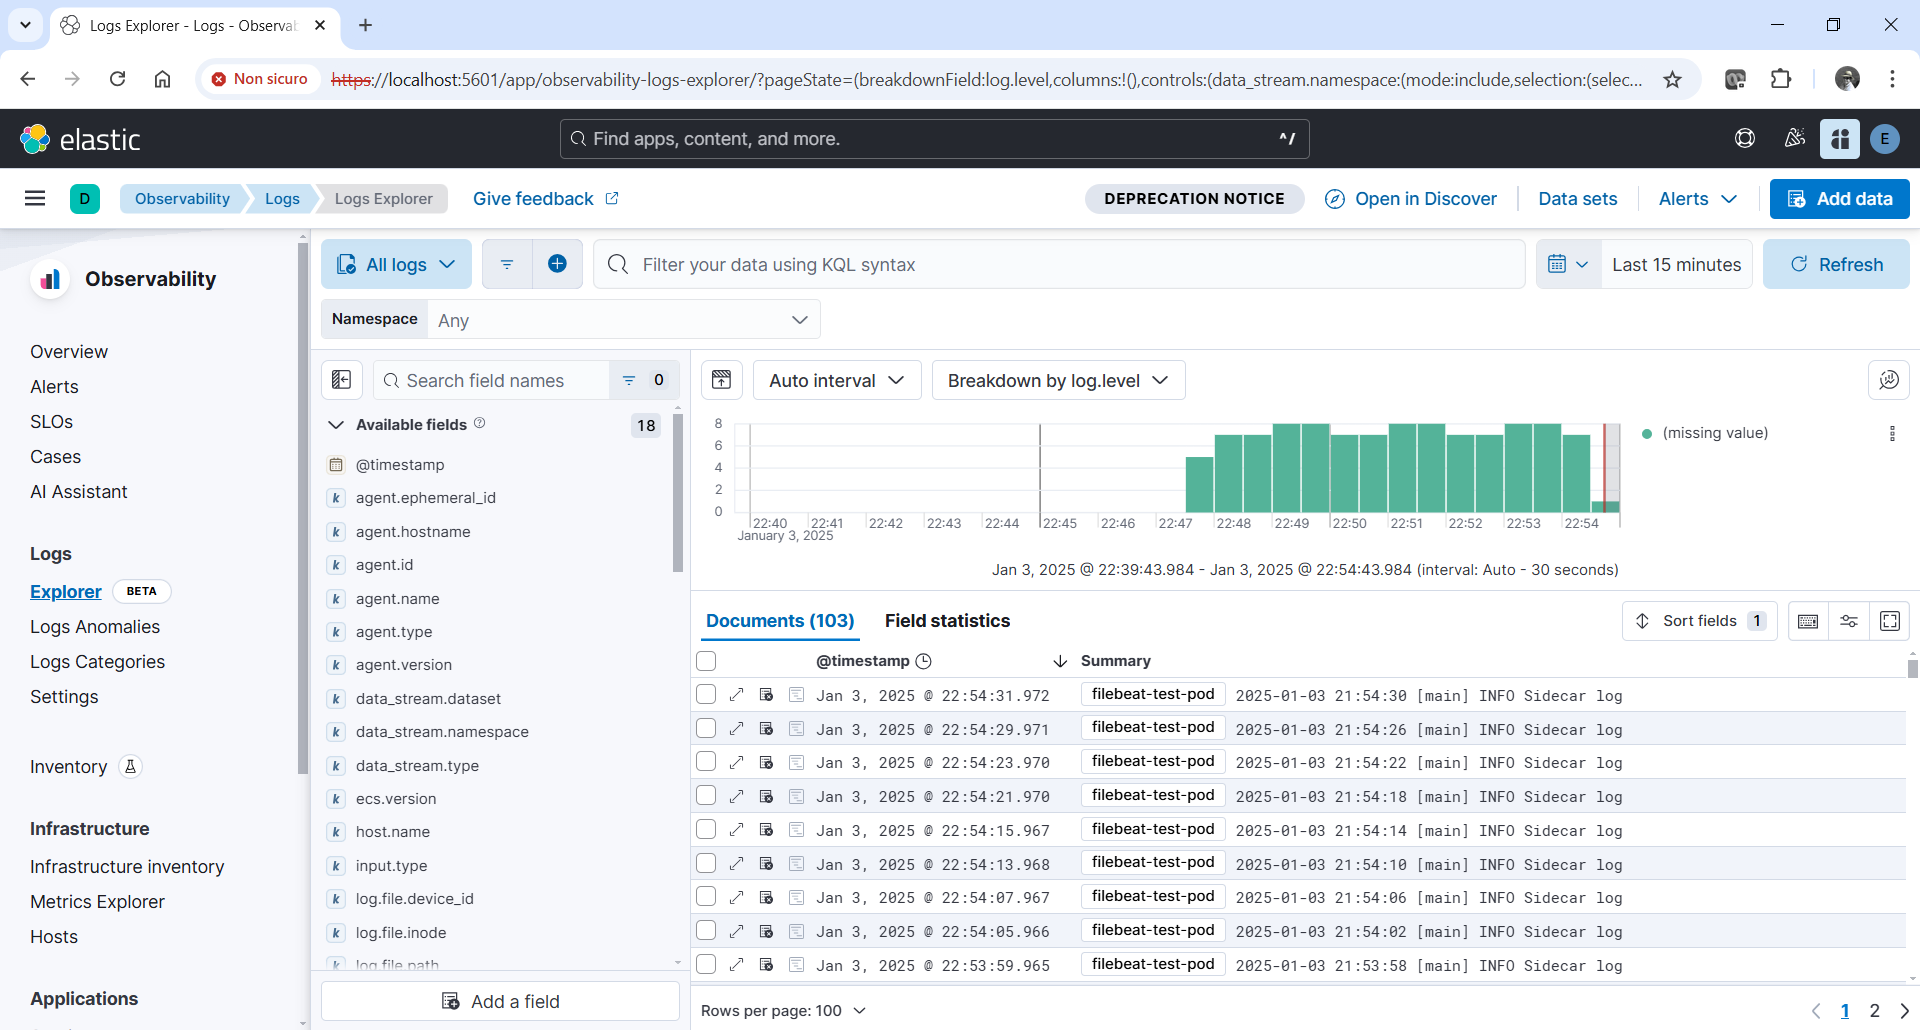 Logs Explorer - Logs - Observab
Non sicuro
https://localhost:5601/app/observability-logs-explorer/?pageState=(breakdownField:log.level,columns:!(),controls:(data_stream.namespace:(mode:include,selection:(selec...
elastic
Find apps, content, and more.
^/
E
D
Observability
Logs
Logs Explorer
Give feedback
DEPRECATION NOTICE
Open in Discover
Data sets
Alerts
Add data
Observability
Overview
Alerts
SLOs
Cases
AI Assistant
Logs
Explorer BETA
Logs Anomalies
Logs Categories
Settings
Inventory
Infrastructure
Infrastructure inventory
Metrics Explorer
Hosts
Applications
All logs
Filter your data using KQL syntax
Last 15 minutes
Refresh
Namespace Any
Search field names
0
Available fields
18
@timestamp
k agent.ephemeral_id
k agent.hostname
k agent.id
k agent.name
k agent.type
k agent.version
k data_stream.dataset
k data_stream.namespace
k data_stream.type
k ecs.version
k host.name
k input.type
k log.file.device_id
k log.file.inode
k log.file.path
Add a field
Auto interval
Breakdown by log.level
8
6
4
2
0
22:40 22:41 22:42 22:43 22:44 22:45 22:46 22:47 22:48 22:49 22:50 22:51 22:52 22:53 22:54
January 3, 2025
(missing value)
Jan 3, 2025 @ 22:39:43.984 - Jan 3, 2025 @ 22:54:43.984 (interval: Auto - 30 seconds)
Documents (103)
Field statistics
Sort fields 1
@timestamp
Summary
Jan 3, 2025 @ 22:54:31.972 filebeat-test-pod 2025-01-03 21:54:30 [main] INFO Sidecar log
Jan 3, 2025 @ 22:54:29.971 filebeat-test-pod 2025-01-03 21:54:26 [main] INFO Sidecar log
Jan 3, 2025 @ 22:54:23.970 filebeat-test-pod 2025-01-03 21:54:22 [main] INFO Sidecar log
Jan 3, 2025 @ 22:54:21.970 filebeat-test-pod 2025-01-03 21:54:18 [main] INFO Sidecar log
Jan 3, 2025 @ 22:54:15.967 filebeat-test-pod 2025-01-03 21:54:14 [main] INFO Sidecar log
Jan 3, 2025 @ 22:54:13.968 filebeat-test-pod 2025-01-03 21:54:10 [main] INFO Sidecar log
Jan 3, 2025 @ 22:54:07.967 filebeat-test-pod 2025-01-03 21:54:06 [main] INFO Sidecar log
Jan 3, 2025 @ 22:54:05.966 filebeat-test-pod 2025-01-03 21:54:02 [main] INFO Sidecar log
Jan 3, 2025 @ 22:53:59.965 filebeat-test-pod 2025-01-03 21:53:58 [main] INFO Sidecar log
Rows per page: 100
1 2